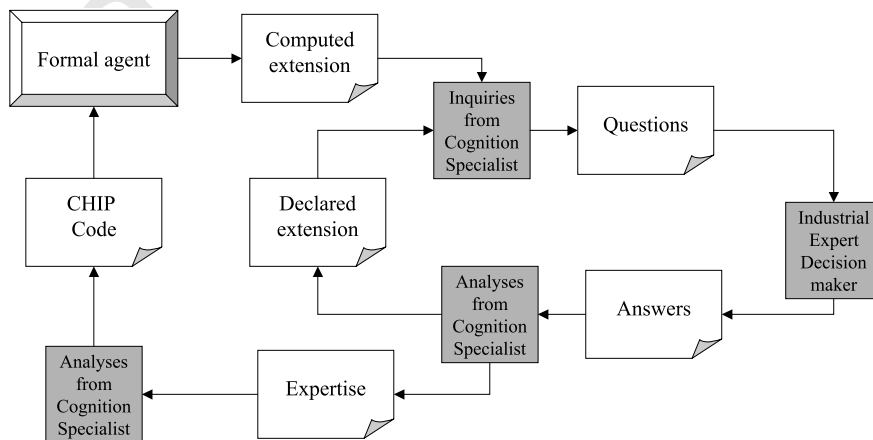 Formal agent
Computed
extension
Inquiries
from
Cognition
Specialist
Questions
CHIP
Code
Declared
extension
Industrial
Expert
Decision
maker
Analyses
from
Cognition
Specialist
Answers
Analyses
from
Cognition
Specialist
Expertise